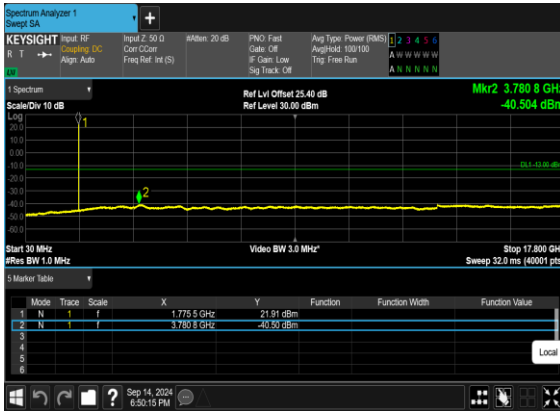 Spectrum Analyzer 1
Swept SA
+
KEYSIGHT
R T
LXI
Input: RF
Coupling: DC
Align: Auto
Input Z: 50 Ω
Corr CCorr
Freq Ref: Int (S)
#Atten: 20 dB
PNO: Fast
Gate: Off
IF Gain: Low
Sig Track: Off
Avg Type: Power (RMS)
Avg|Hold: 100/100
Trig: Free Run
1 2 3 4 5 6
A W W W W W
A N N N N N
1 Spectrum
Scale/Div 10 dB
Log
Ref Lvl Offset 25.40 dB
Ref Level 30.00 dBm
Mkr2 3.780 8 GHz
-40.504 dBm
20.0
10.0
0.00
-10.0
-20.0
-30.0
-40.0
-50.0
-60.0
1
2
DL1 -13.00 dBm
Start 30 MHz
#Res BW 1.0 MHz
Video BW 3.0 MHz*
Stop 17.800 GHz
Sweep 32.0 ms (40001 pts)
5 Marker Table
Mode Trace Scale X Y Function Function Width Function Value
1 N 1 f 1.775 5 GHz 21.91 dBm
2 N 1 f 3.780 8 GHz -40.50 dBm
3
4
5
6
Local
?
Sep 14, 2024
6:50:15 PM